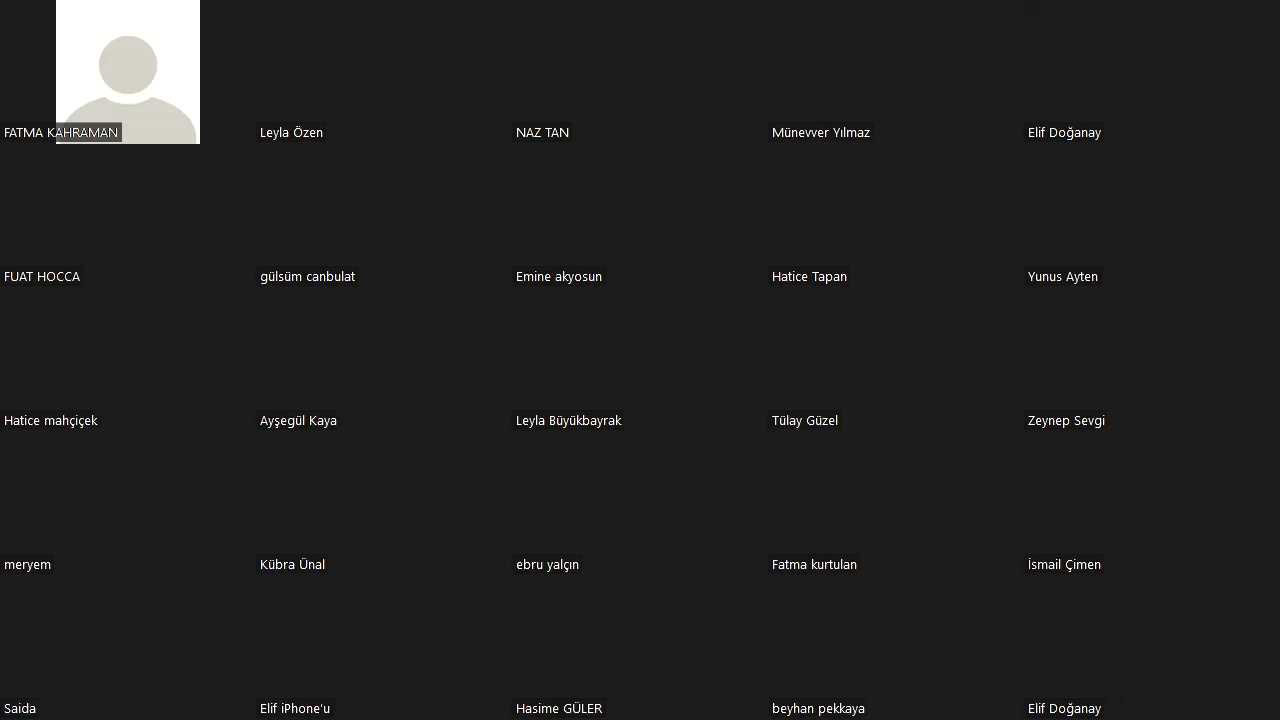 FATMA KAHRAMAN
Leyla Özen
NAZ TAN
Münevver Yılmaz
Elif Doğanay
FUAT HOCCA
gülsüm canbulat
Emine akyosun
Hatice Tapan
Yunus Ayten
Hatice mahçiçek
Ayşegül Kaya
Leyla Büyükbayrak
Tülay Güzel
Zeynep Sevgi
meryem
Kübra Ünal
ebru yalçın
Fatma kurtulan
İsmail Çimen
Saida
Elif iPhone'u
Hasime GÜLER
beyhan pekkaya
Elif Doğanay